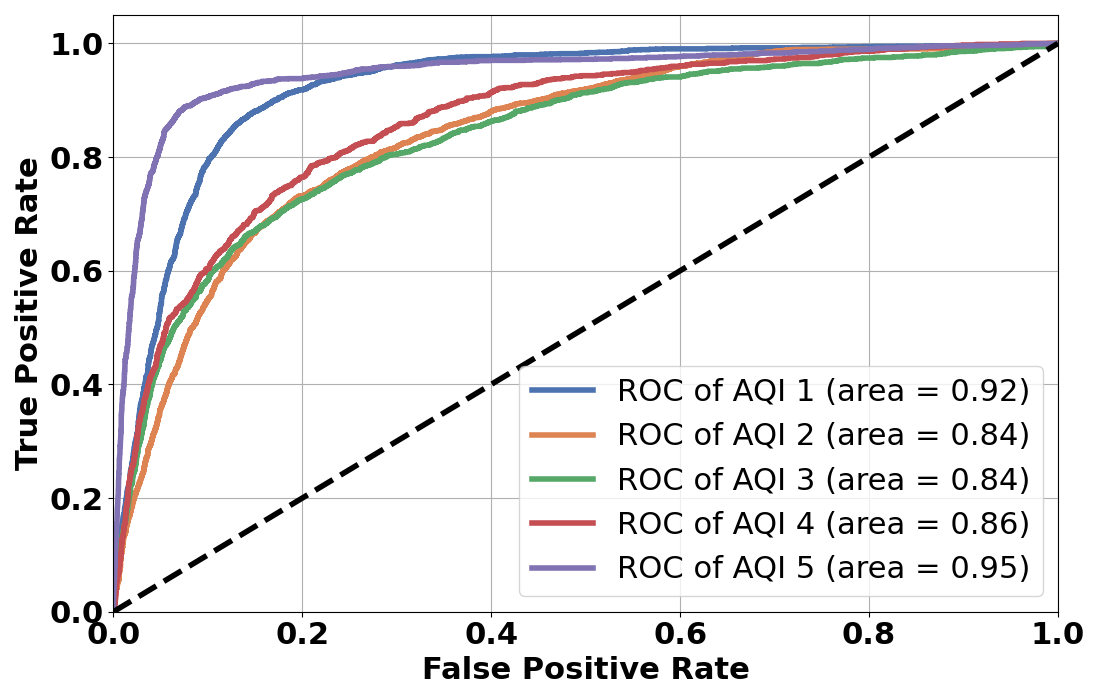 1.0
0.8
0.6
0.4
0.2
0.0
True Positive Rate
ROC of AQI 1 (area = 0.92)
ROC of AQI 2 (area = 0.84)
ROC of AQI 3 (area = 0.84)
ROC of AQI 4 (area = 0.86)
ROC of AQI 5 (area = 0.95)
0.0 0.2 0.4 0.6 0.8 1.0
False Positive Rate